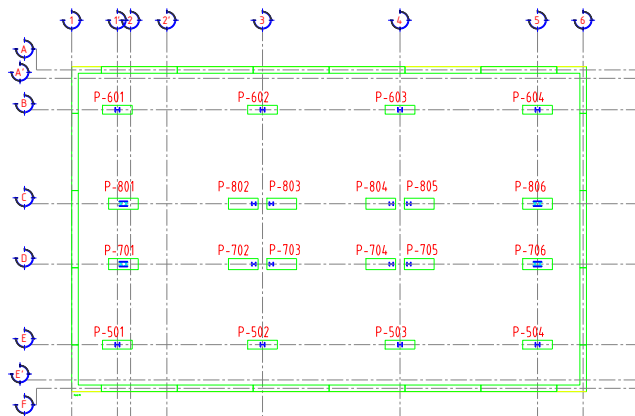 1 1' 2 2' 3 4 5 6
A
A'
B P-601 P-602 P-603 P-604
P-801 P-802 P-803 P-804 P-805 P-806
C
P-701 P-702 P-703 P-704 P-705 P-706
D
P-501 P-502 P-503 P-504
E
E'
F